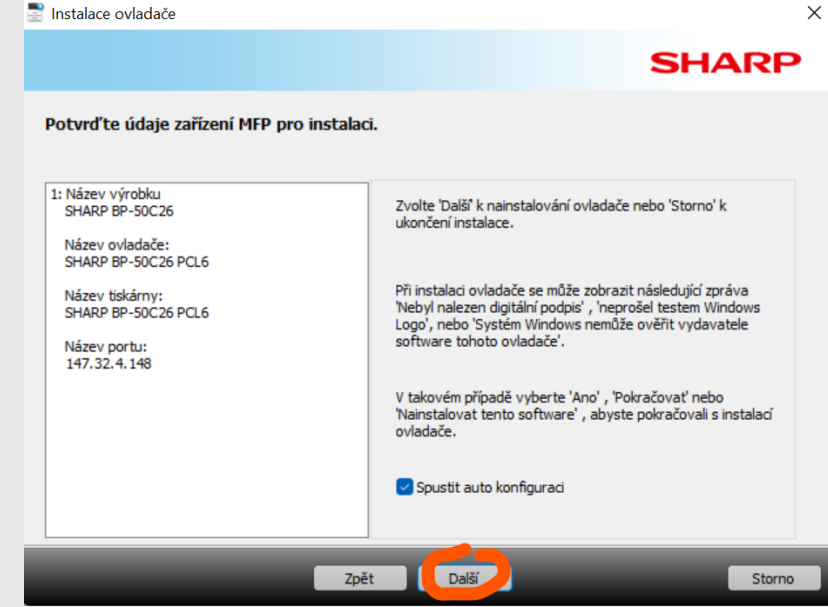 Instalace ovladače
SHARP
Potvrďte údaje zařízení MFP pro instalaci.
1: Název výrobku
SHARP BP-50C26
Název ovladače:
SHARP BP-50C26 PCL6
Název tiskárny:
SHARP BP-50C26 PCL6
Název portu:
147.32.4.148
Zvolte 'Další' k nainstalování ovladače nebo 'Storno' k
ukončení instalace.
Při instalaci ovladače se může zobrazit následující zpráva
'Nebyl nalezen digitální podpis' , 'neprošel testem Windows
Logo', nebo 'Systém Windows nemůže ověřit vydavatele
software tohoto ovladače'.
V takovém případě vyberte 'Ano' , 'Pokračovat' nebo
'Nainstalovat tento software' , abyste pokračovali s instalací
ovladače.
Spustit auto konfiguraci
Zpět
Další
Storno